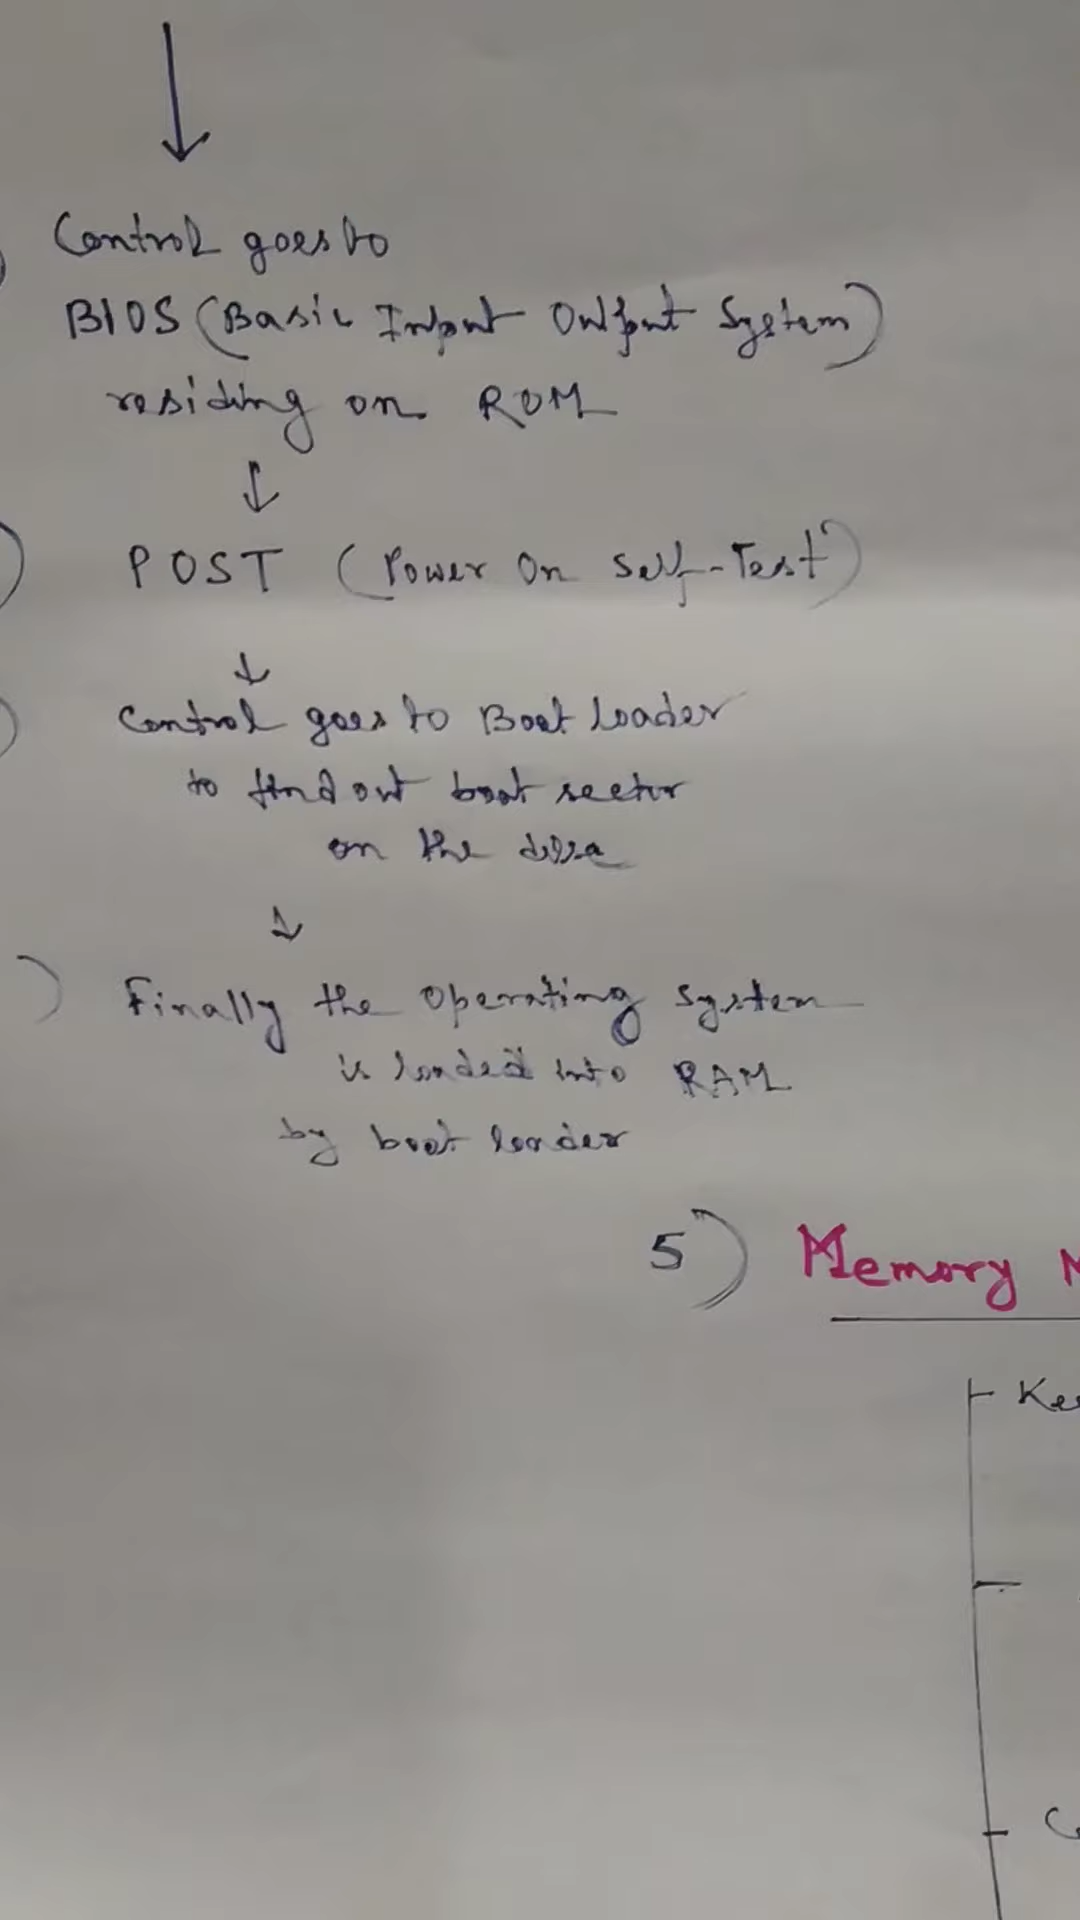 Control goes to
BIOS (Basic Input Output System)
residing on ROM
POST (Power On Self-Test)
Control goes to Boot loader
to find out boot sector
on the
Finally the operating system
is loaded into RAM
by boot loader
5) Memory